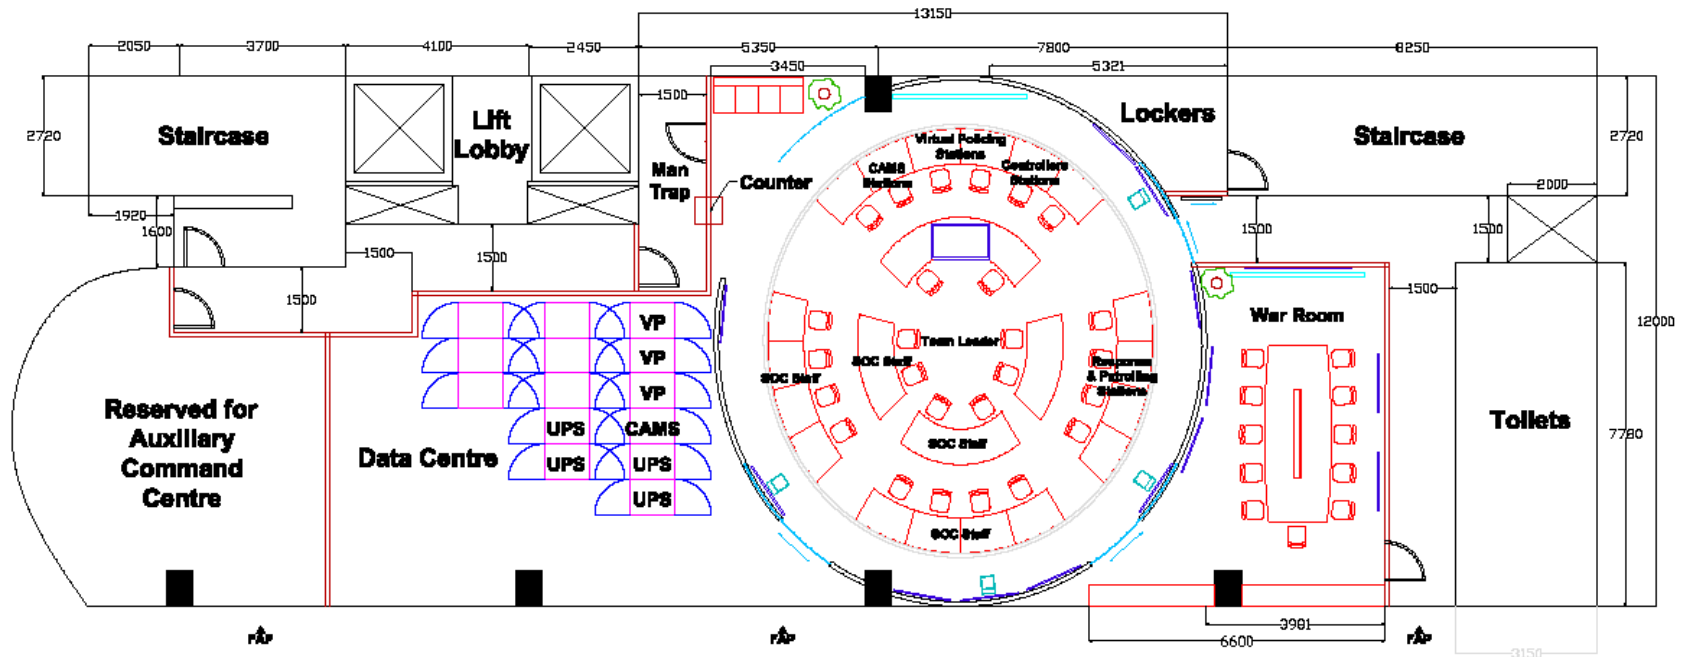 13150
2050
3700
4100
2450
5350
7800
8250
3450
5321
1500
2720
Staircase
Lift
Lobby
Man
Trap
Counter
Lockers
Staircase
2720
Virtual Policing
Stations
CAMS
Stations
Controllers
Stations
2000
1920
1600
1500
1500
1500
1500
1500
1500
12000
War Room
VP
VP
VP
UPS
CAMS
UPS
UPS
UPS
Team Leader
SOC Staff
SOC Staff
Response
& Patrolling
Stations
SOC Staff
SOC Staff
Reserved for
Auxiliary
Command
Centre
Data Centre
Toilets
7780
3981
6600
3150
FAP
FAP
FAP